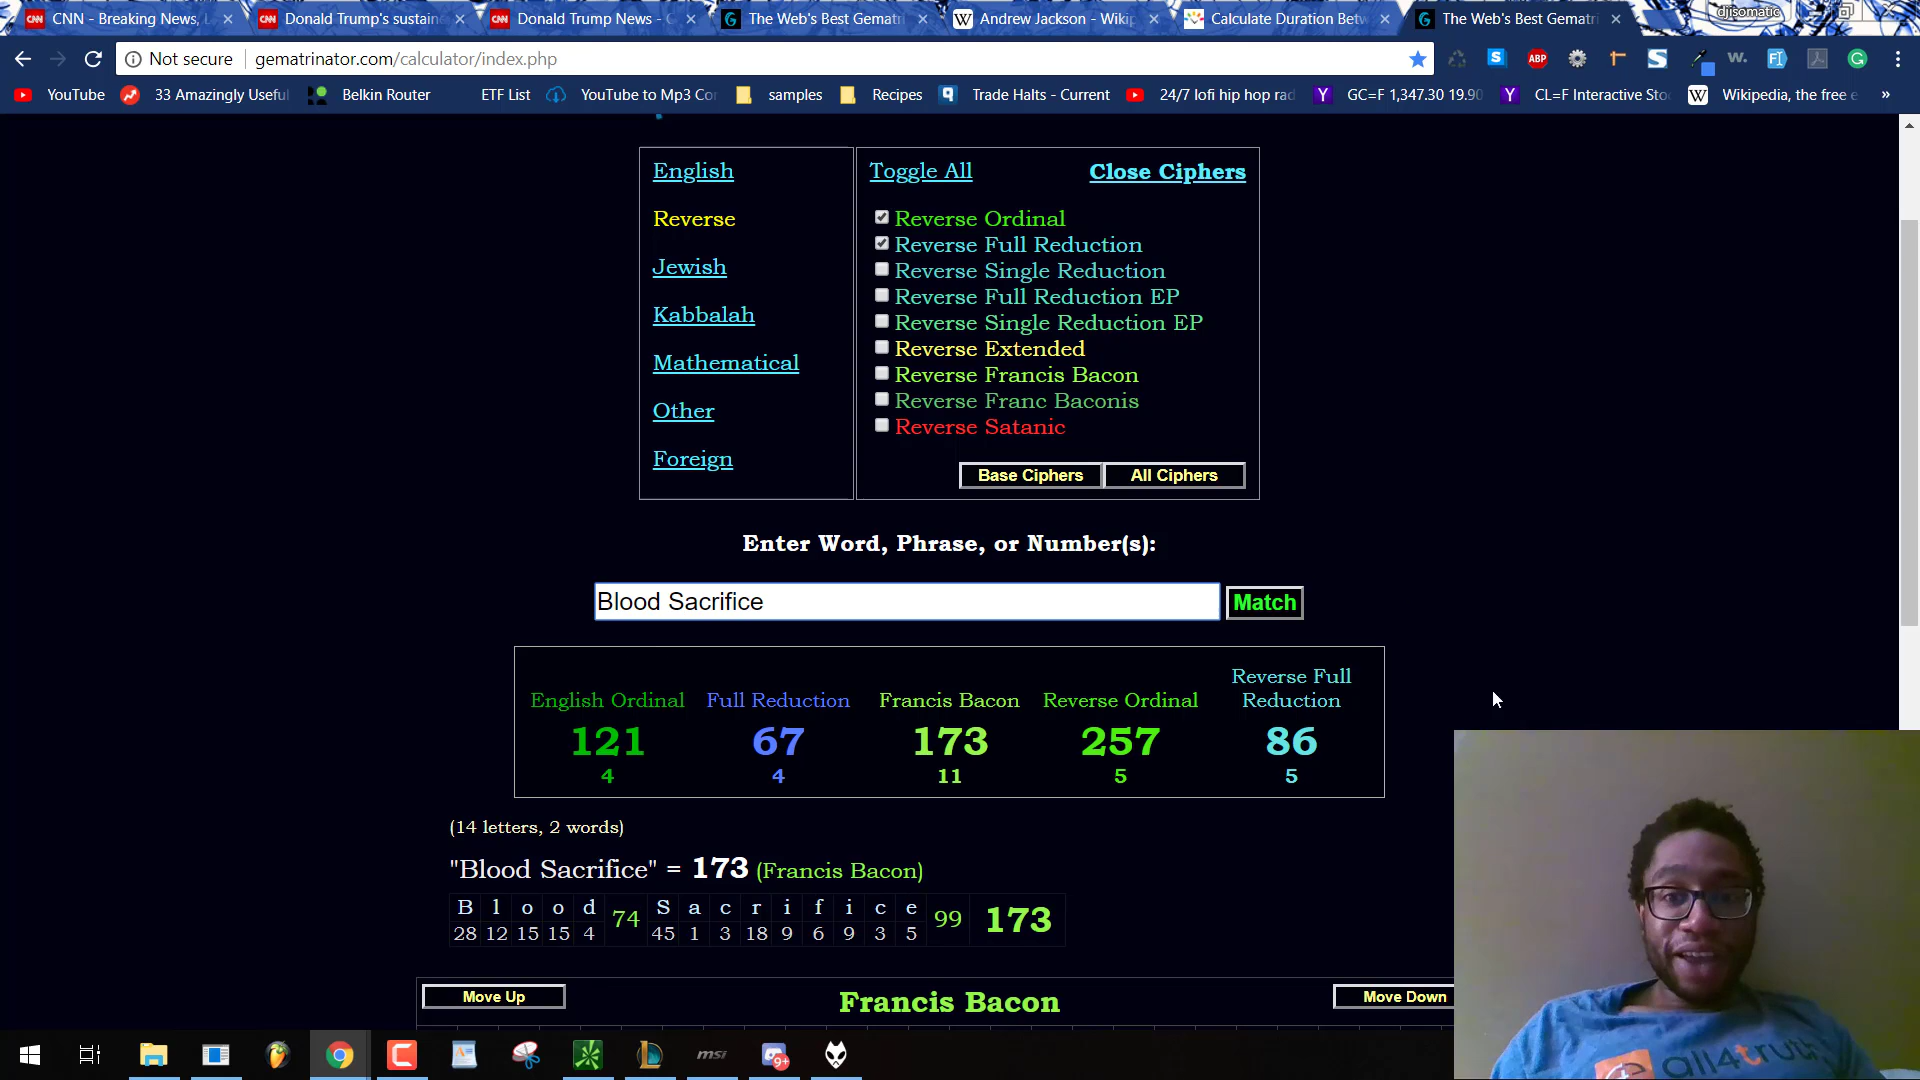 CNN - Breaking News, L
Donald Trump's sustaine
Donald Trump News - C
The Web's Best Gematri
Andrew Jackson - Wikip
Calculate Duration Betw
The Web's Best Gematri
djisomatic
Not secure
gematrinator.com/calculator/index.php
YouTube
33 Amazingly Useful
Belkin Router
ETF List
YouTube to Mp3 Con
samples
Recipes
Trade Halts - Current
24/7 lofi hip hop rad
GC=F 1,347.30 19.90
CL=F Interactive Sto
Wikipedia, the free e
»
English
Reverse
Jewish
Kabbalah
Mathematical
Other
Foreign
Toggle All
Close Ciphers
Reverse Ordinal
Reverse Full Reduction
Reverse Single Reduction
Reverse Full Reduction EP
Reverse Single Reduction EP
Reverse Extended
Reverse Francis Bacon
Reverse Franc Baconis
Reverse Satanic
Base Ciphers
All Ciphers
Enter Word, Phrase, or Number(s):
Blood Sacrifice
Match
English Ordinal Full Reduction Francis Bacon Reverse Ordinal Reverse Full Reduction
121 67 173 257 86
4 4 11 5 5
(14 letters, 2 words)
"Blood Sacrifice" = 173 (Francis Bacon)
B l o o d 74 S a c r i f i c e 99 173
28 12 15 15 4 45 1 3 18 9 6 9 3 5
Move Up
Francis Bacon
Move Down
msi
9+
all4truth